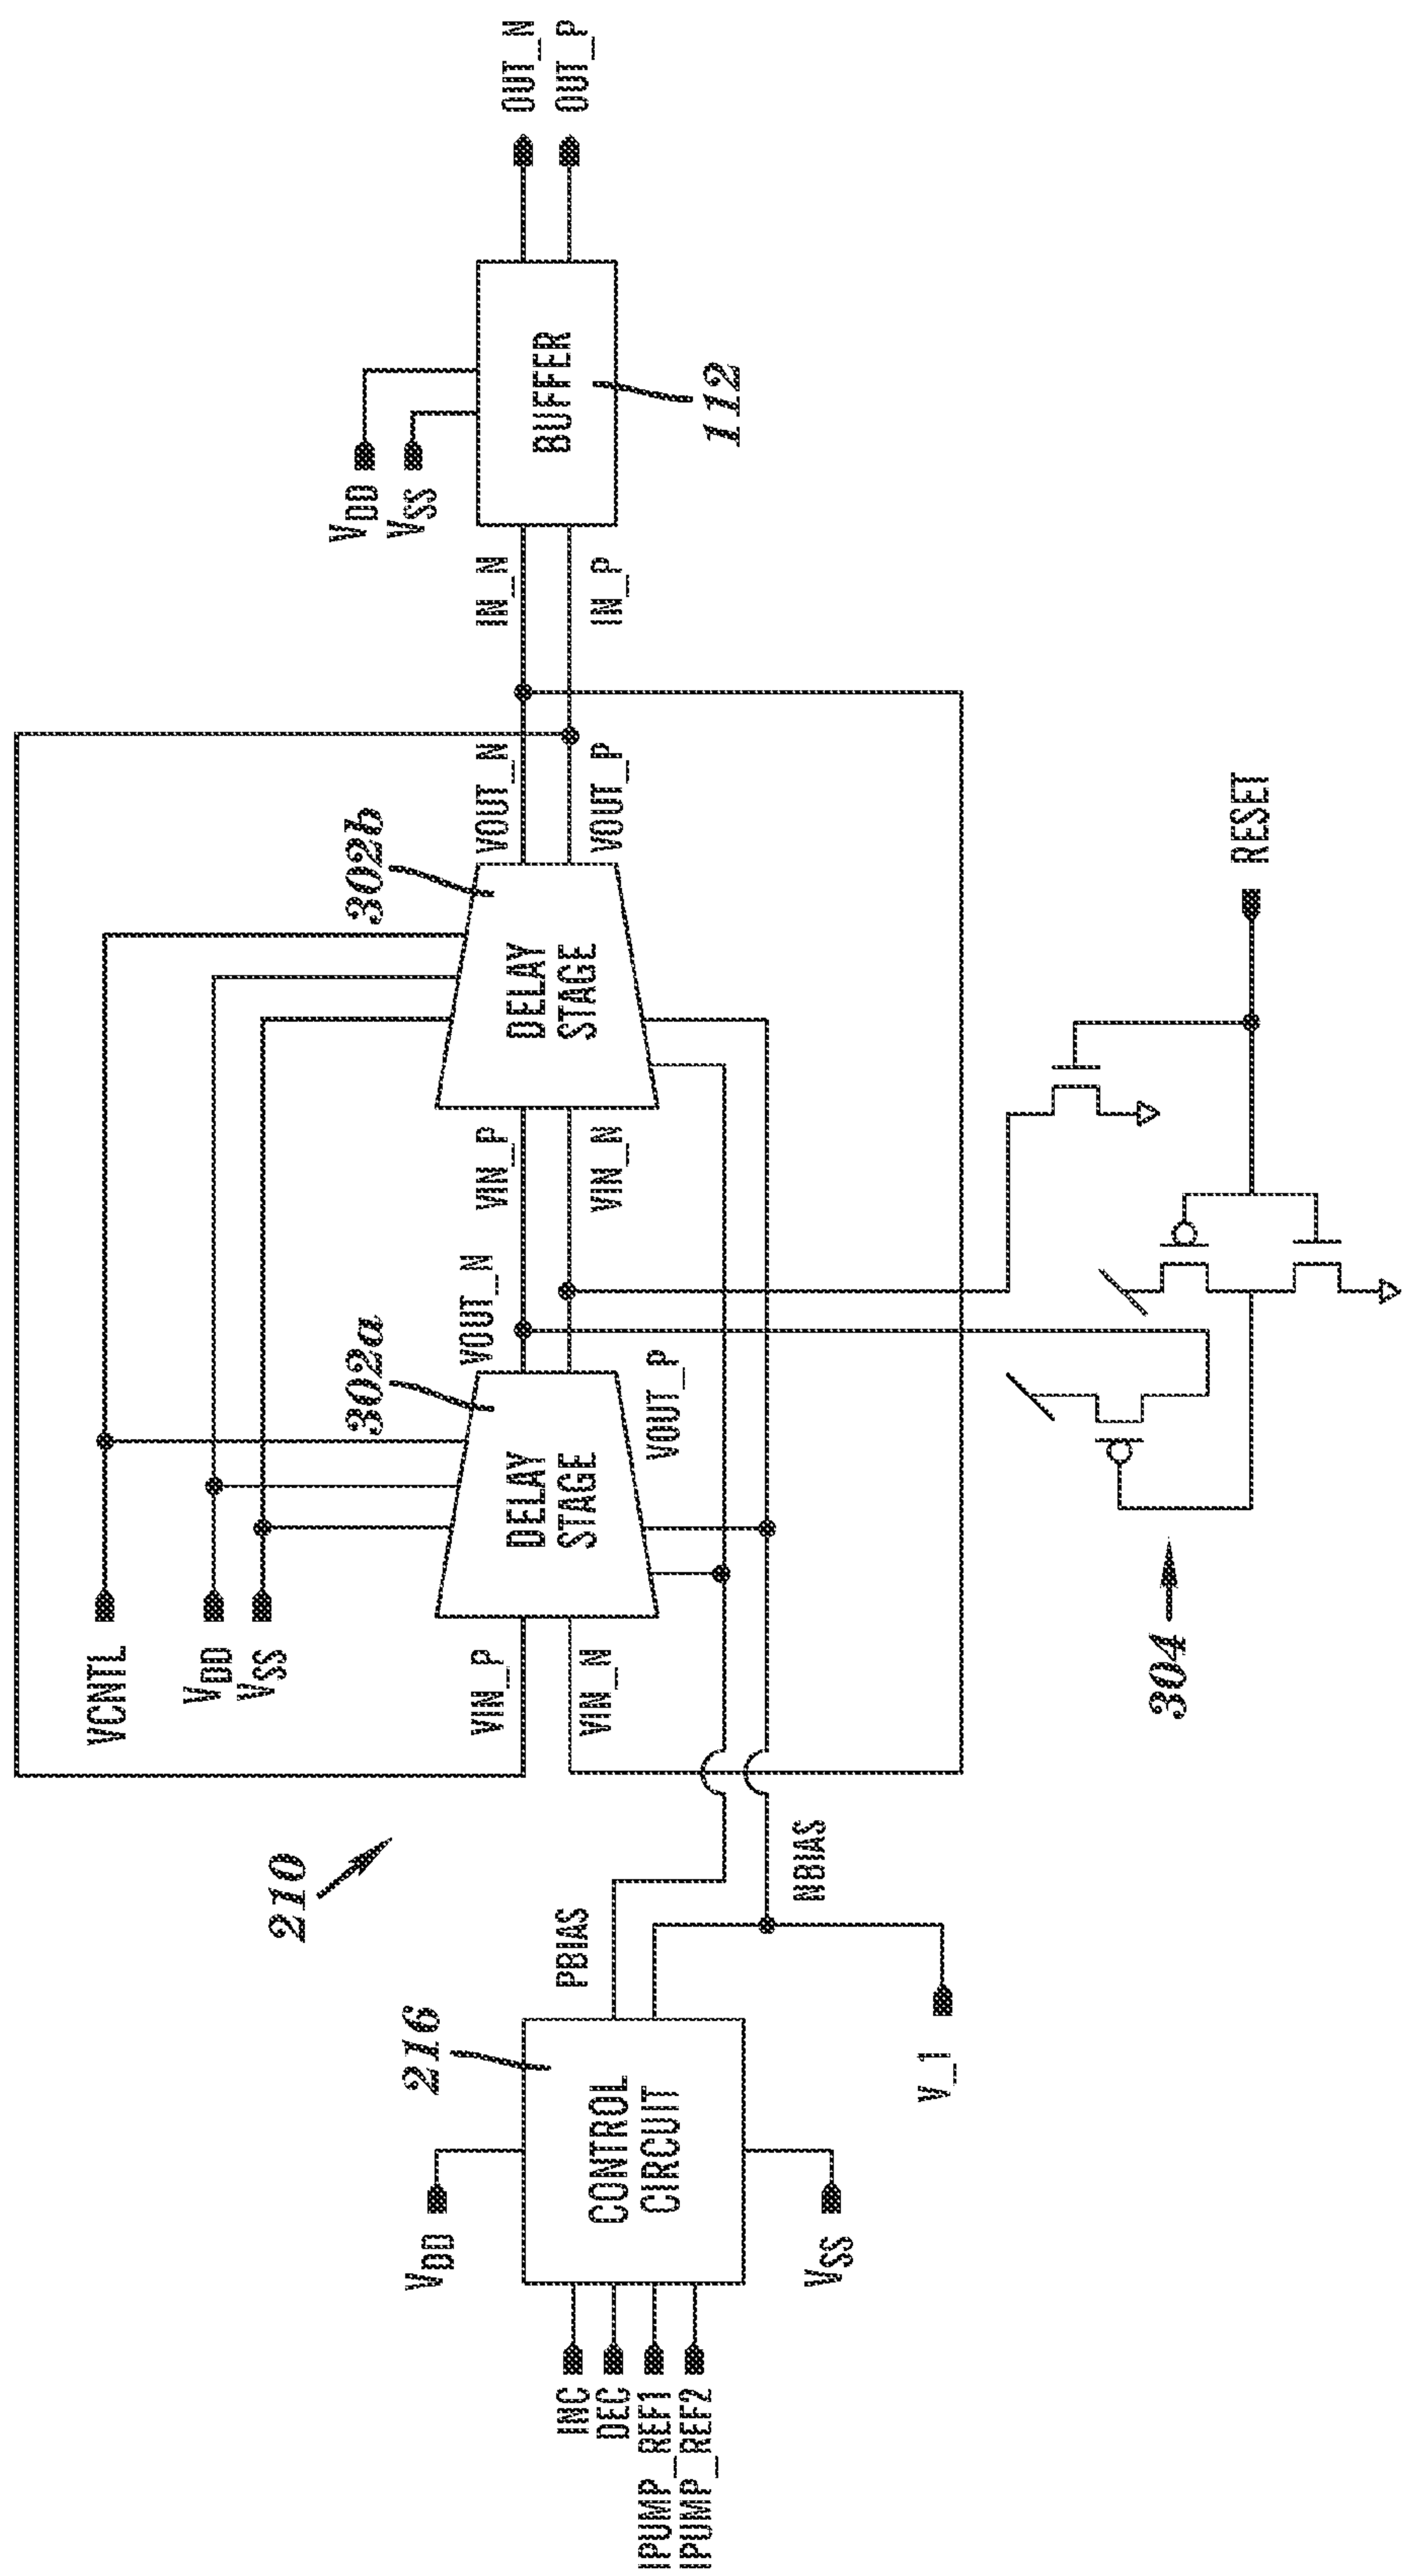 INC
DEC
IPUMP_REF1
IPUMP_REF2
VDD
216
CONTROL
CIRCUIT
VSS
PBIAS
NBIAS
V_1
210
VCNTL
VDD
VSS
VIN_P
VIN_N
302a
DELAY
STAGE
VOUT_N
VOUT_P
VIN_P
VIN_N
302b
DELAY
STAGE
VOUT_N
VOUT_P
IN_N
IN_P
VDD
VSS
BUFFER
112
OUT_N
OUT_P
304
RESET